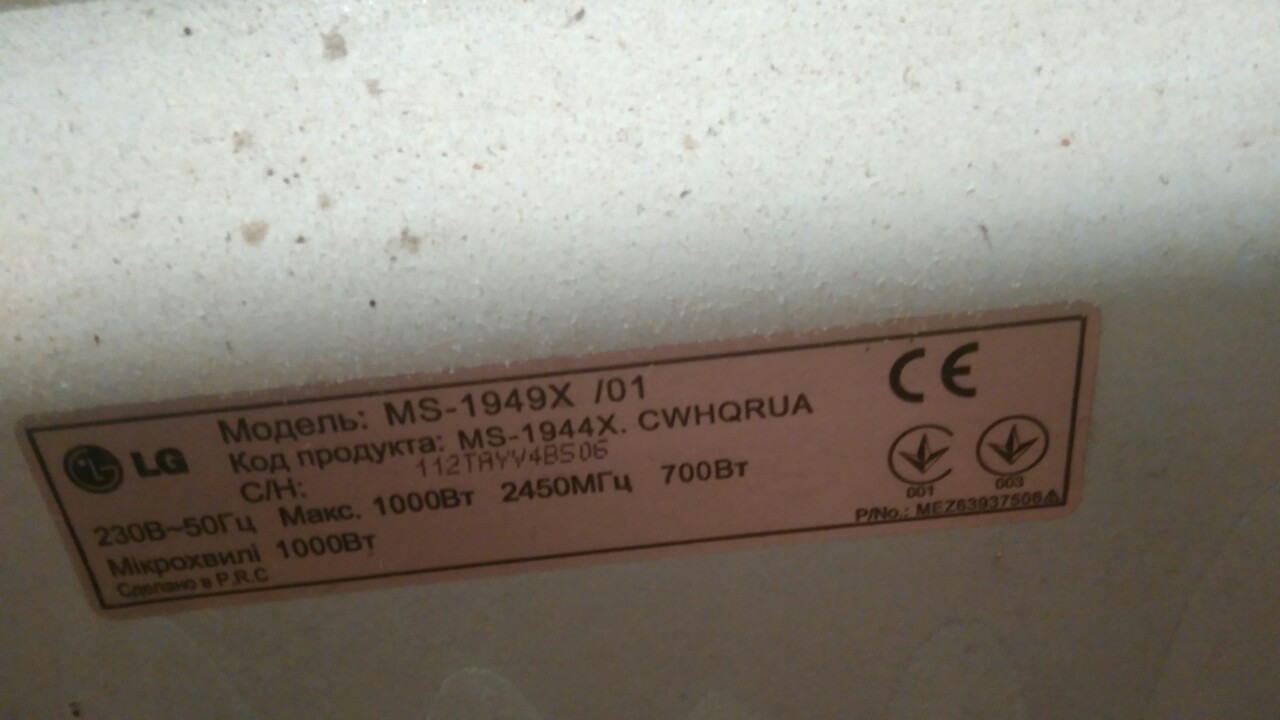 LG
Модель: MS-1949X /01
Код продукта: MS-1944X. CWHQRUA
С/Н: 112TAYV4B506
230В~50Гц Макс. 1000Вт 2450МГц 700Вт
Мікрохвилі 1000Вт
Сделано в P.R.C
CE
001
003
P/No.: MEZ63937506